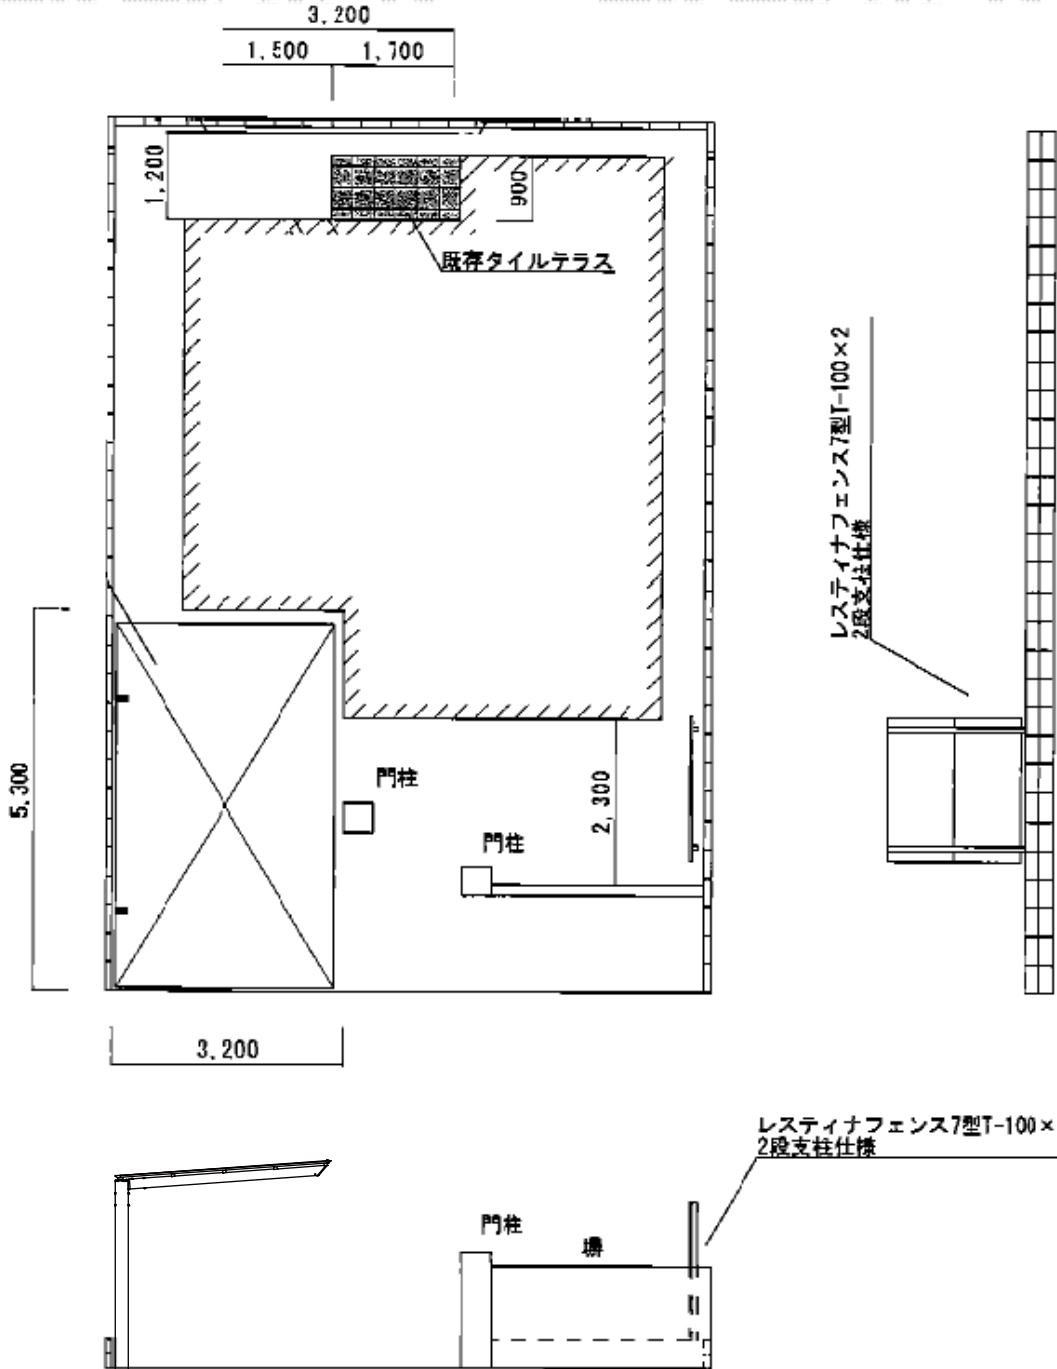 3,200
1,500
1,700
1,200
900
既存タイルテラス
レスティナフェンス7型T-100×2
2段支柱仕様
5,300
門柱
2,300
門柱
3,200
レスティナフェンス7型T-100×
2段支柱仕様
門柱
塀